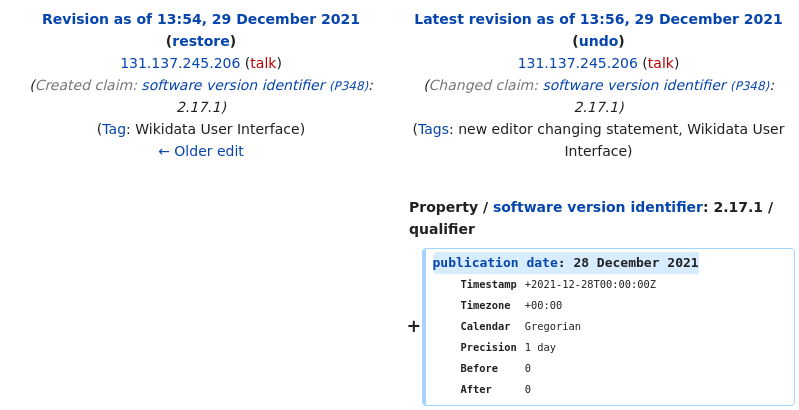 Revision as of 13:54, 29 December 2021
(restore)
131.137.245.206 (talk)
(Created claim: software version identifier (P348):
2.17.1)
(Tag: Wikidata User Interface)
← Older edit
Latest revision as of 13:56, 29 December 2021
(undo)
131.137.245.206 (talk)
(Changed claim: software version identifier (P348):
2.17.1)
(Tags: new editor changing statement, Wikidata User
Interface)
Property / software version identifier: 2.17.1 /
qualifier
+
publication date: 28 December 2021
Timestamp +2021-12-28T00:00:00Z
Timezone +00:00
Calendar Gregorian
Precision 1 day
Before 0
After 0